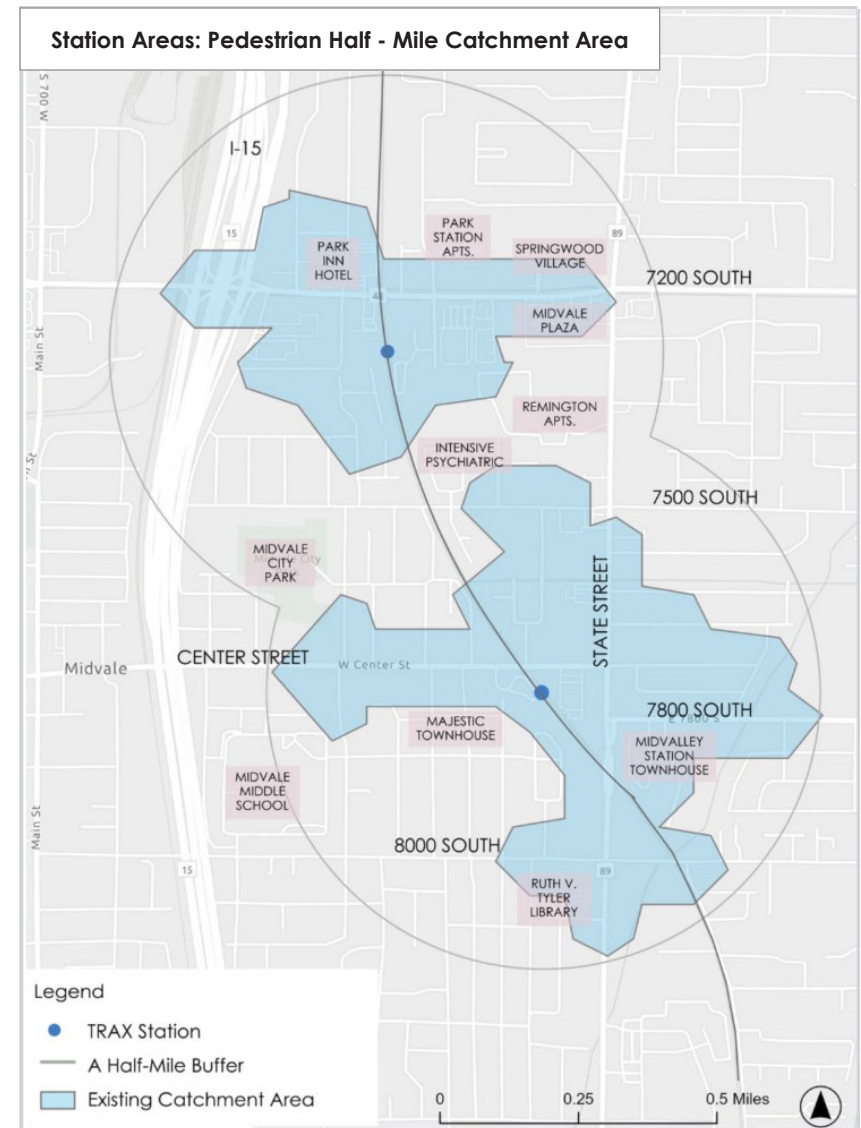 Station Areas: Pedestrian Half - Mile Catchment Area
S 700 W
I-15
15
PARK
INN
HOTEL
PARK
STATION
APTS.
SPRINGWOOD
VILLAGE
89
7200 SOUTH
48
MIDVALE
PLAZA
Main St
REMINGTON
APTS.
INTENSIVE
PSYCHIATRIC
St
7500 SOUTH
MIDVALE
CITY
PARK
STATE STREET
Midvale
CENTER STREET
W Center St
7800 SOUTH
E 7800 S
MAJESTIC
TOWNHOUSE
MIDVALLEY
STATION
TOWNHOUSE
MIDVALE
MIDDLE
SCHOOL
Main St
8000 SOUTH
15
89
RUTH V.
TYLER
LIBRARY
Legend
TRAX Station
A Half-Mile Buffer
Existing Catchment Area
0 0.25 0.5 Miles